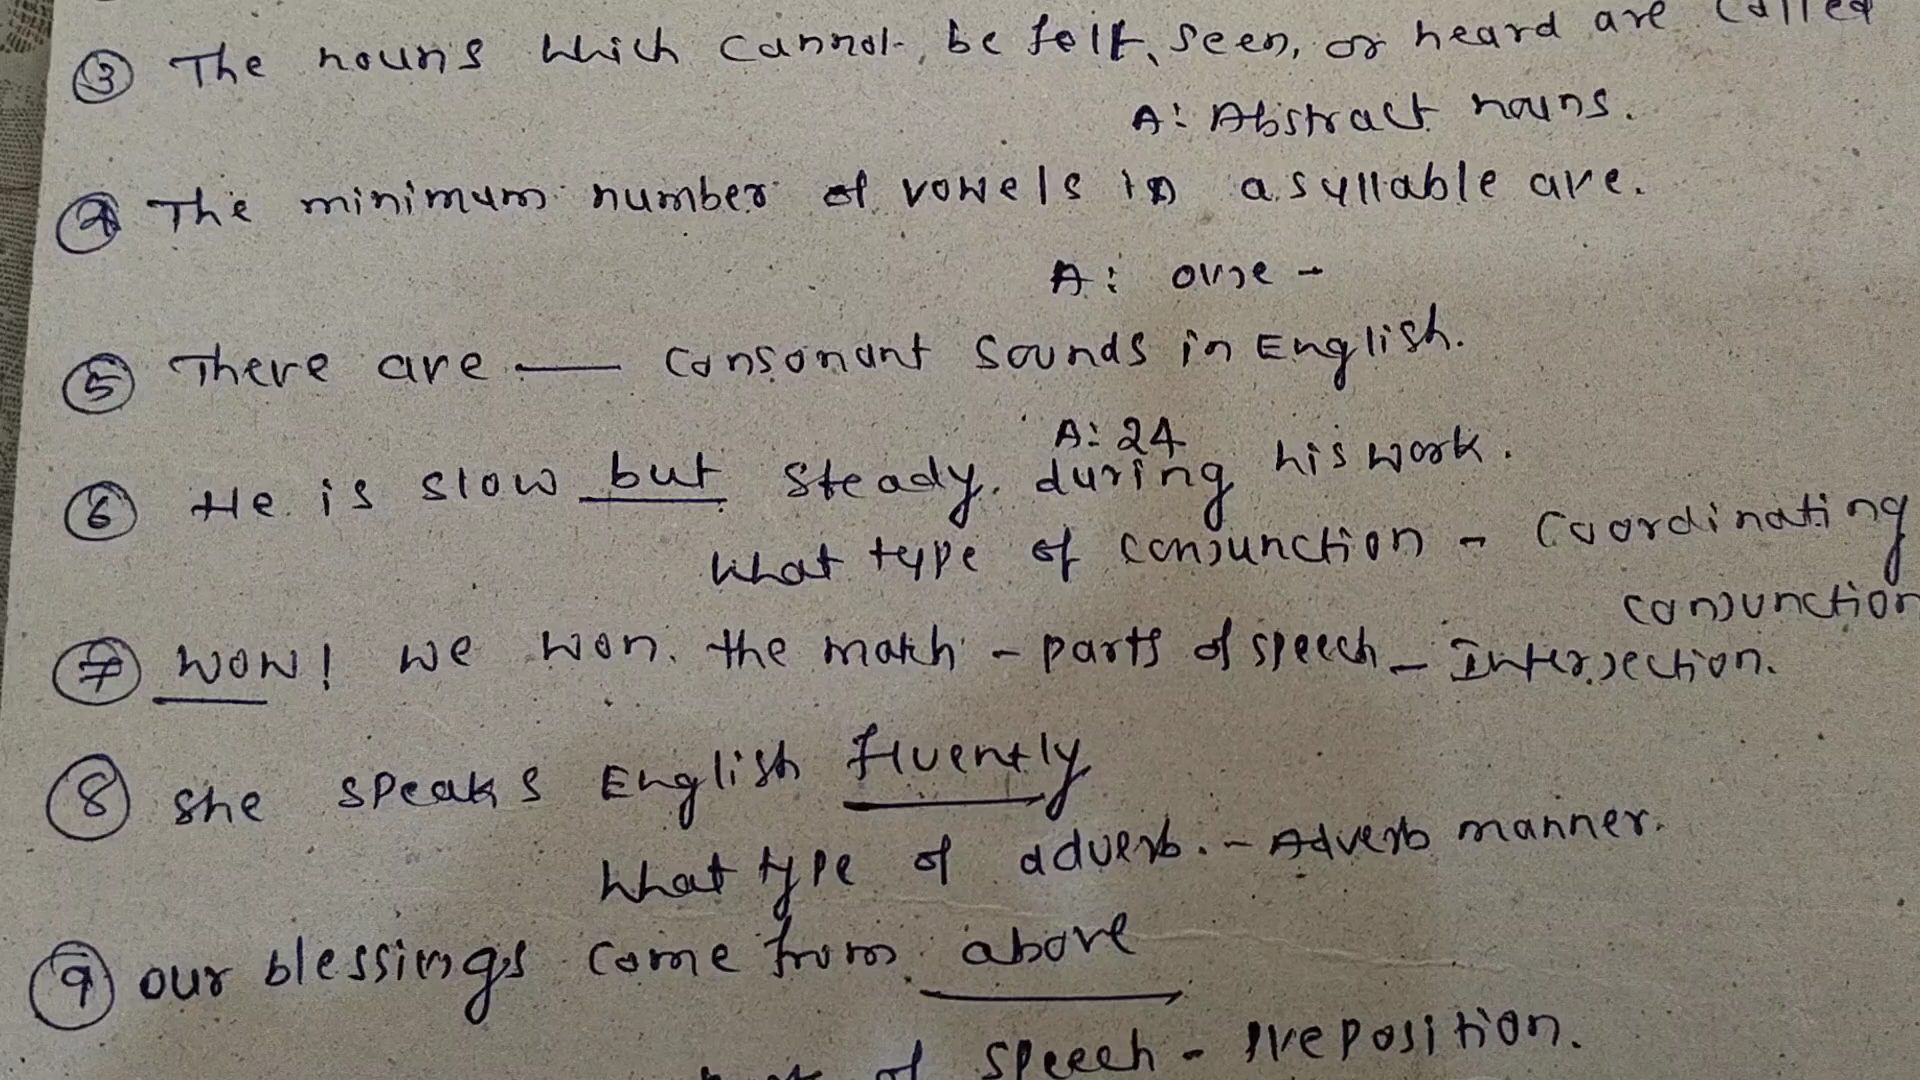 ③ The nouns which cannot be felt, seen, or heard are called
A: Abstract nouns.
④ The minimum number of vowels in a syllable are.
A: one -
⑤ There are — consonant sounds in English.
A: 24
⑥ He is slow but steady. during his work.
What type of conjunction - coordinating
conjunction
⑦ Wow! we won. the match - parts of speech - Interjection.
⑧ She speaks English fluently
What type of adverb. - Adverb manner.
⑨ our blessings come from above
of speech - preposition.